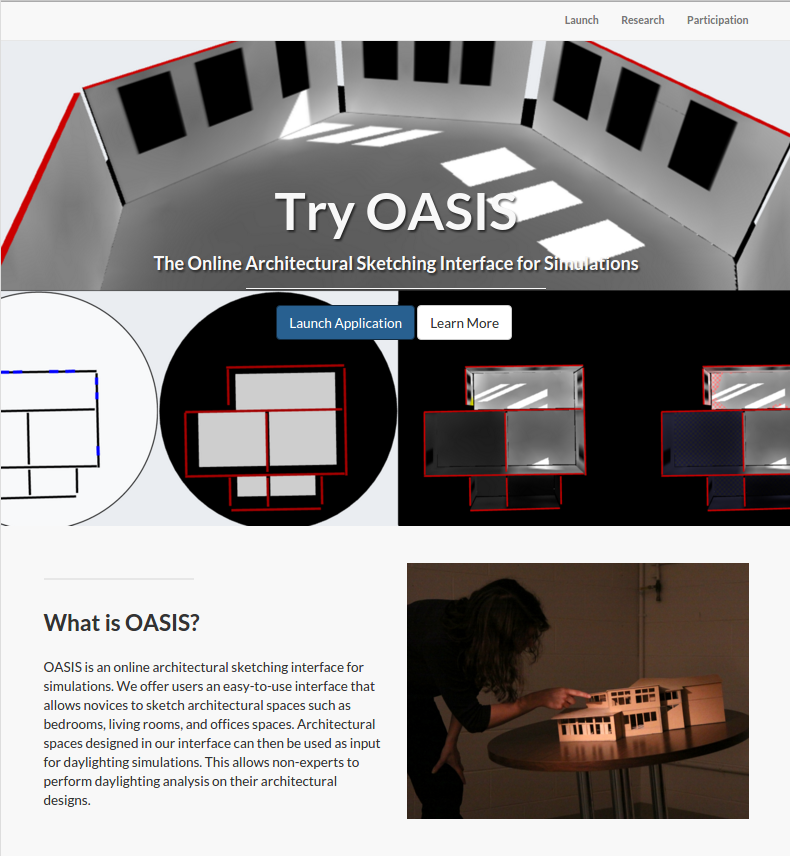 Launch Research Participation
Try OASIS
The Online Architectural Sketching Interface for Simulations
Launch Application Learn More
What is OASIS?
OASIS is an online architectural sketching interface for
simulations. We offer users an easy-to-use interface that
allows novices to sketch architectural spaces such as
bedrooms, living rooms, and offices spaces. Architectural
spaces designed in our interface can then be used as input
for daylighting simulations. This allows non-experts to
perform daylighting analysis on their architectural
designs.